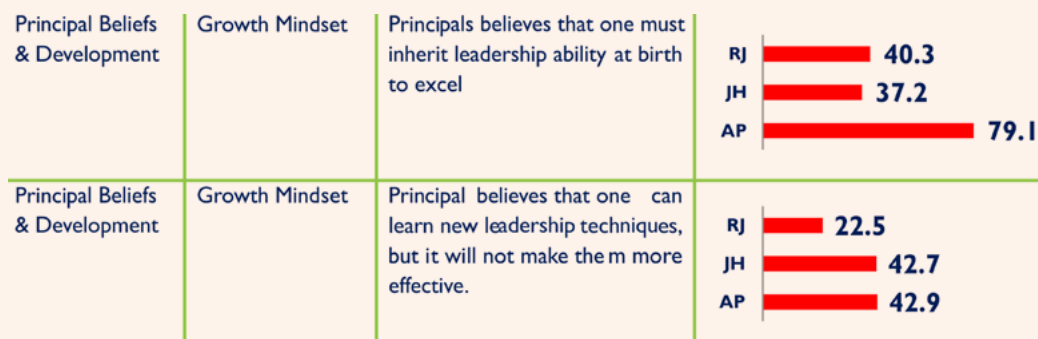 Principal Beliefs
& Development
Growth Mindset
Principals believes that one must
inherit leadership ability at birth
to excel
RJ 40.3
JH 37.2
AP 79.1
Principal Beliefs
& Development
Growth Mindset
Principal believes that one can
learn new leadership techniques,
but it will not make the m more
effective.
RJ 22.5
JH 42.7
AP 42.9